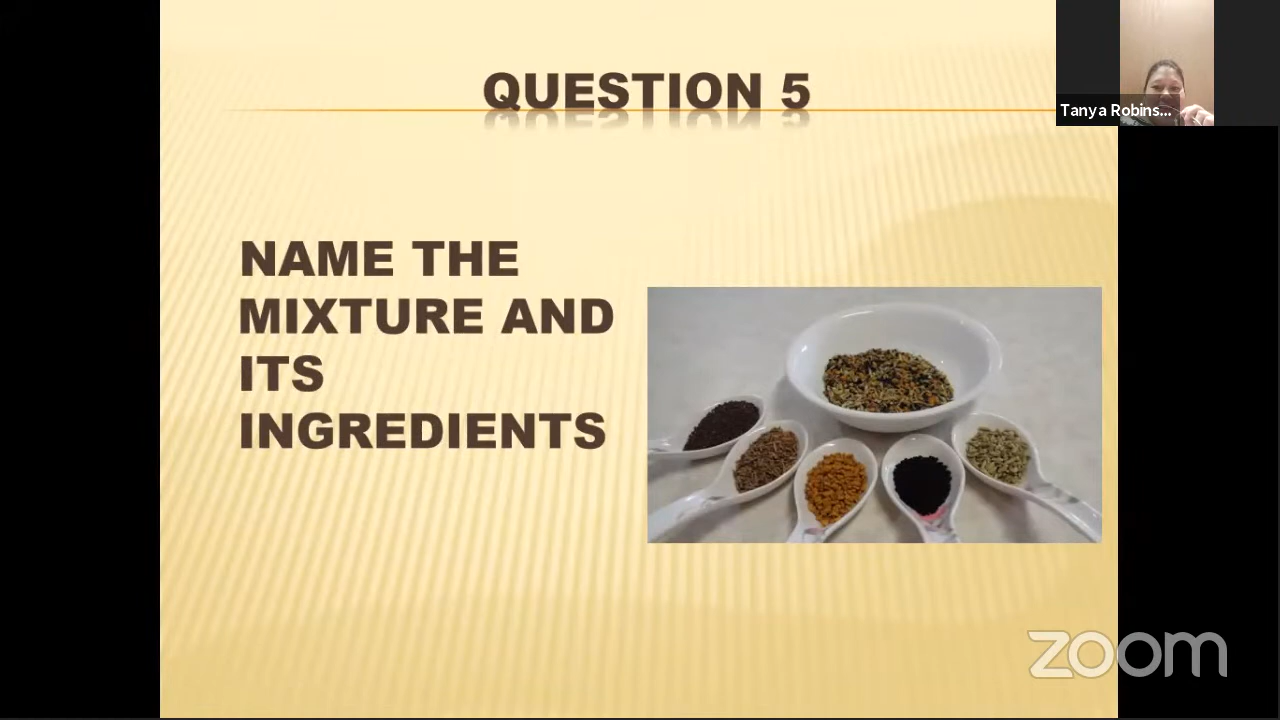 QUESTION 5
Tanya Robins...
NAME THE
MIXTURE AND
ITS
INGREDIENTS
zoom